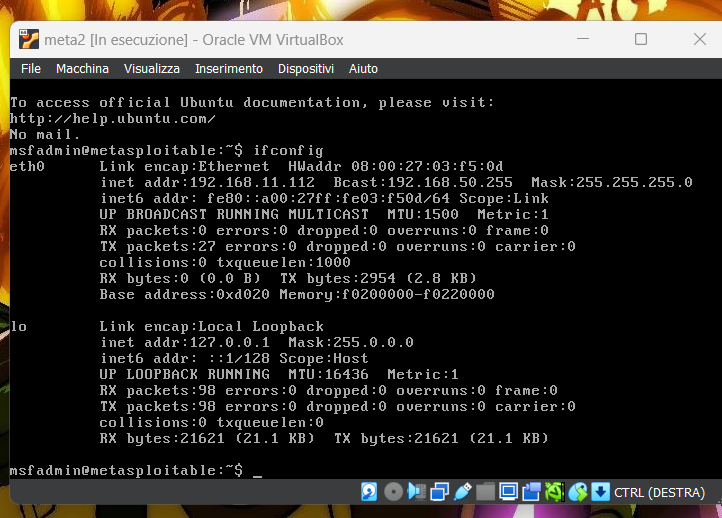 meta2 [In esecuzione] - Oracle VM VirtualBox
File Macchina Visualizza Inserimento Dispositivi Aiuto
To access official Ubuntu documentation, please visit:
http://help.ubuntu.com/
No mail.
msfadmin@metasploitable:~$ ifconfig
eth0 Link encap:Ethernet HWaddr 08:00:27:03:f5:0d
inet addr:192.168.11.112 Bcast:192.168.50.255 Mask:255.255.255.0
inet6 addr: fe80::a00:27ff:fe03:f50d/64 Scope:Link
UP BROADCAST RUNNING MULTICAST MTU:1500 Metric:1
RX packets:0 errors:0 dropped:0 overruns:0 frame:0
TX packets:27 errors:0 dropped:0 overruns:0 carrier:0
collisions:0 txqueuelen:1000
RX bytes:0 (0.0 B) TX bytes:2954 (2.8 KB)
Base address:0xd020 Memory:f0200000-f0220000
lo Link encap:Local Loopback
inet addr:127.0.0.1 Mask:255.0.0.0
inet6 addr: ::1/128 Scope:Host
UP LOOPBACK RUNNING MTU:16436 Metric:1
RX packets:98 errors:0 dropped:0 overruns:0 frame:0
TX packets:98 errors:0 dropped:0 overruns:0 carrier:0
collisions:0 txqueuelen:0
RX bytes:21621 (21.1 KB) TX bytes:21621 (21.1 KB)
msfadmin@metasploitable:~$ _
CTRL (DESTRA)